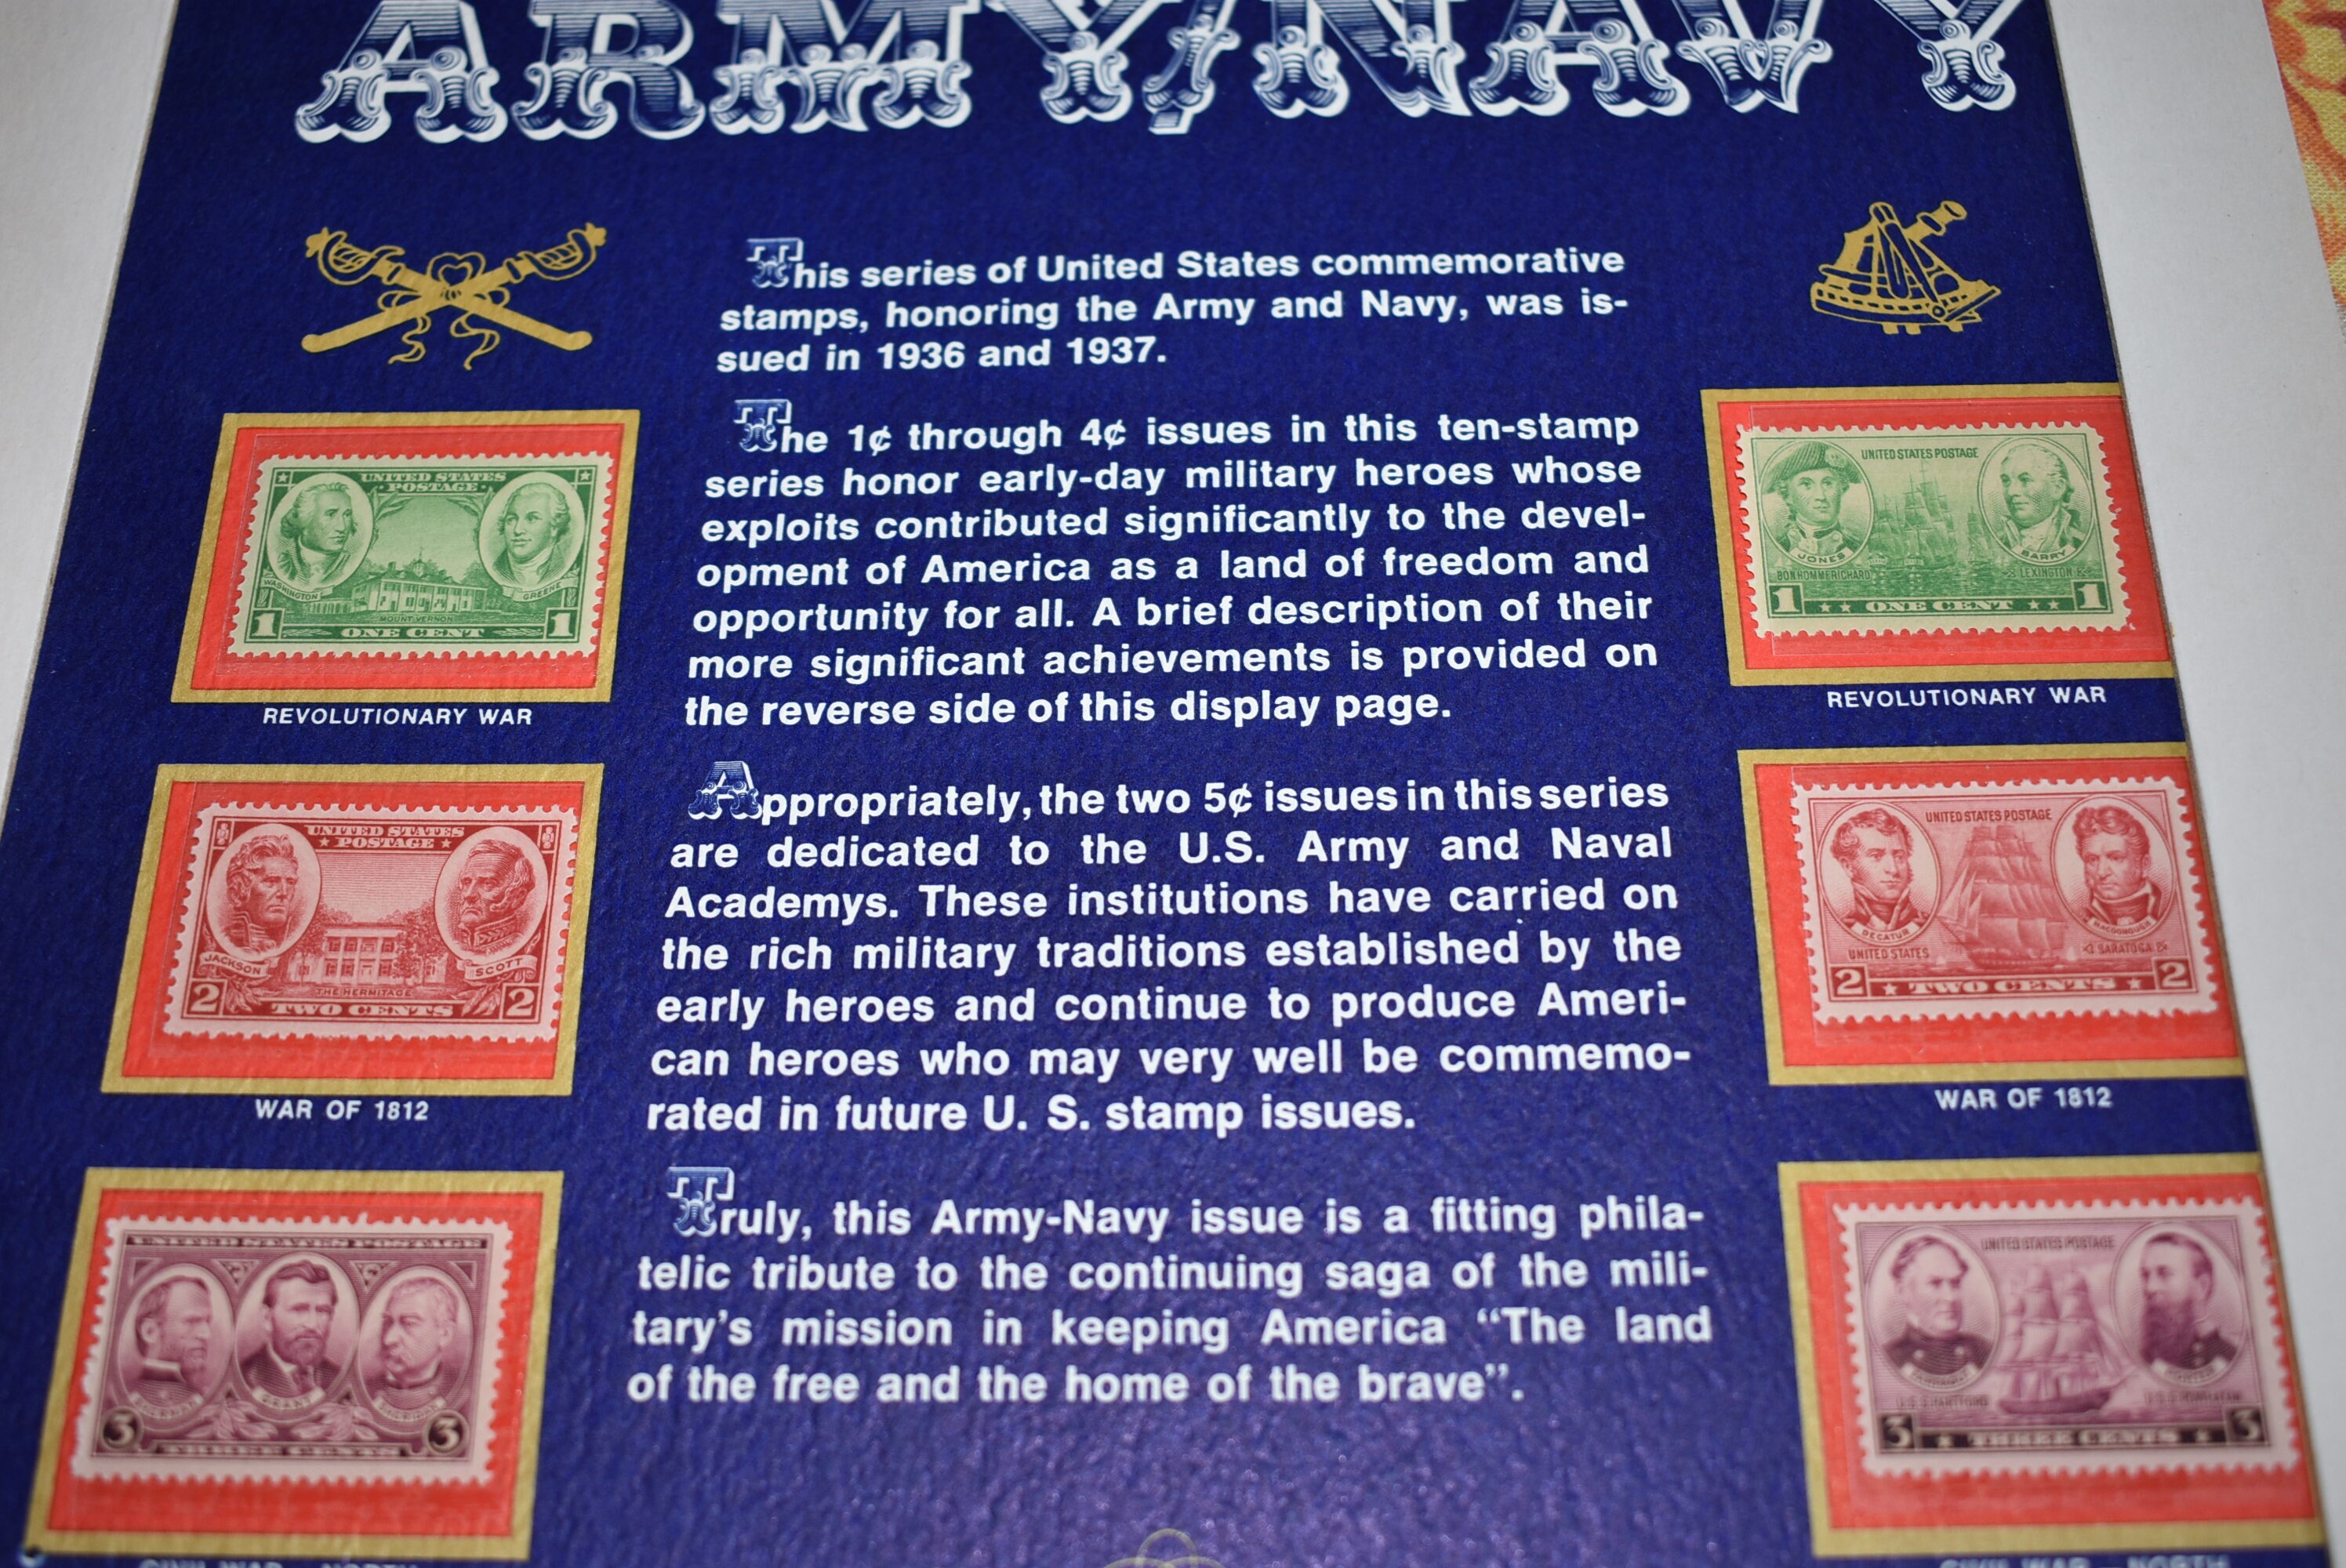 ARMY/NAVY
This series of United States commemorative
stamps, honoring the Army and Navy, was is-
sued in 1936 and 1937.
The 1¢ through 4¢ issues in this ten-stamp
series honor early-day military heroes whose
exploits contributed significantly to the devel-
opment of America as a land of freedom and
opportunity for all. A brief description of their
more significant achievements is provided on
the reverse side of this display page.
Appropriately, the two 5¢ issues in this series
are dedicated to the U.S. Army and Naval
Academys. These institutions have carried on
the rich military traditions established by the
early heroes and continue to produce Ameri-
can heroes who may very well be commemo-
rated in future U. S. stamp issues.
Truly, this Army-Navy issue is a fitting phila-
telic tribute to the continuing saga of the mili-
tary's mission in keeping America “The land
of the free and the home of the brave”.
UNITED STATES
POSTAGE
WASHINGTON
GREENE
MOUNT VERNON
1 ONE CENT 1
REVOLUTIONARY WAR
UNITED STATES
POSTAGE
JACKSON
SCOTT
THE HERMITAGE
2 TWO CENTS 2
WAR OF 1812
UNITED STATES POSTAGE
SHERMAN GRANT SHERIDAN
3 THREE CENTS 3
CIVIL WAR - NORTH
UNITED STATES POSTAGE
JONES
BARRY
BON HOMME RICHARD
LEXINGTON
1 ONE CENT 1
REVOLUTIONARY WAR
UNITED STATES POSTAGE
DECATUR
MACDONOUGH
UNITED STATES
SARATOGA
2 TWO CENTS 2
WAR OF 1812
UNITED STATES POSTAGE
FARRAGUT
PORTER
U.S.S. HARTFORD
U.S.S. POWHATAN
3 THREE CENTS 3
CIVIL WAR - NORTH